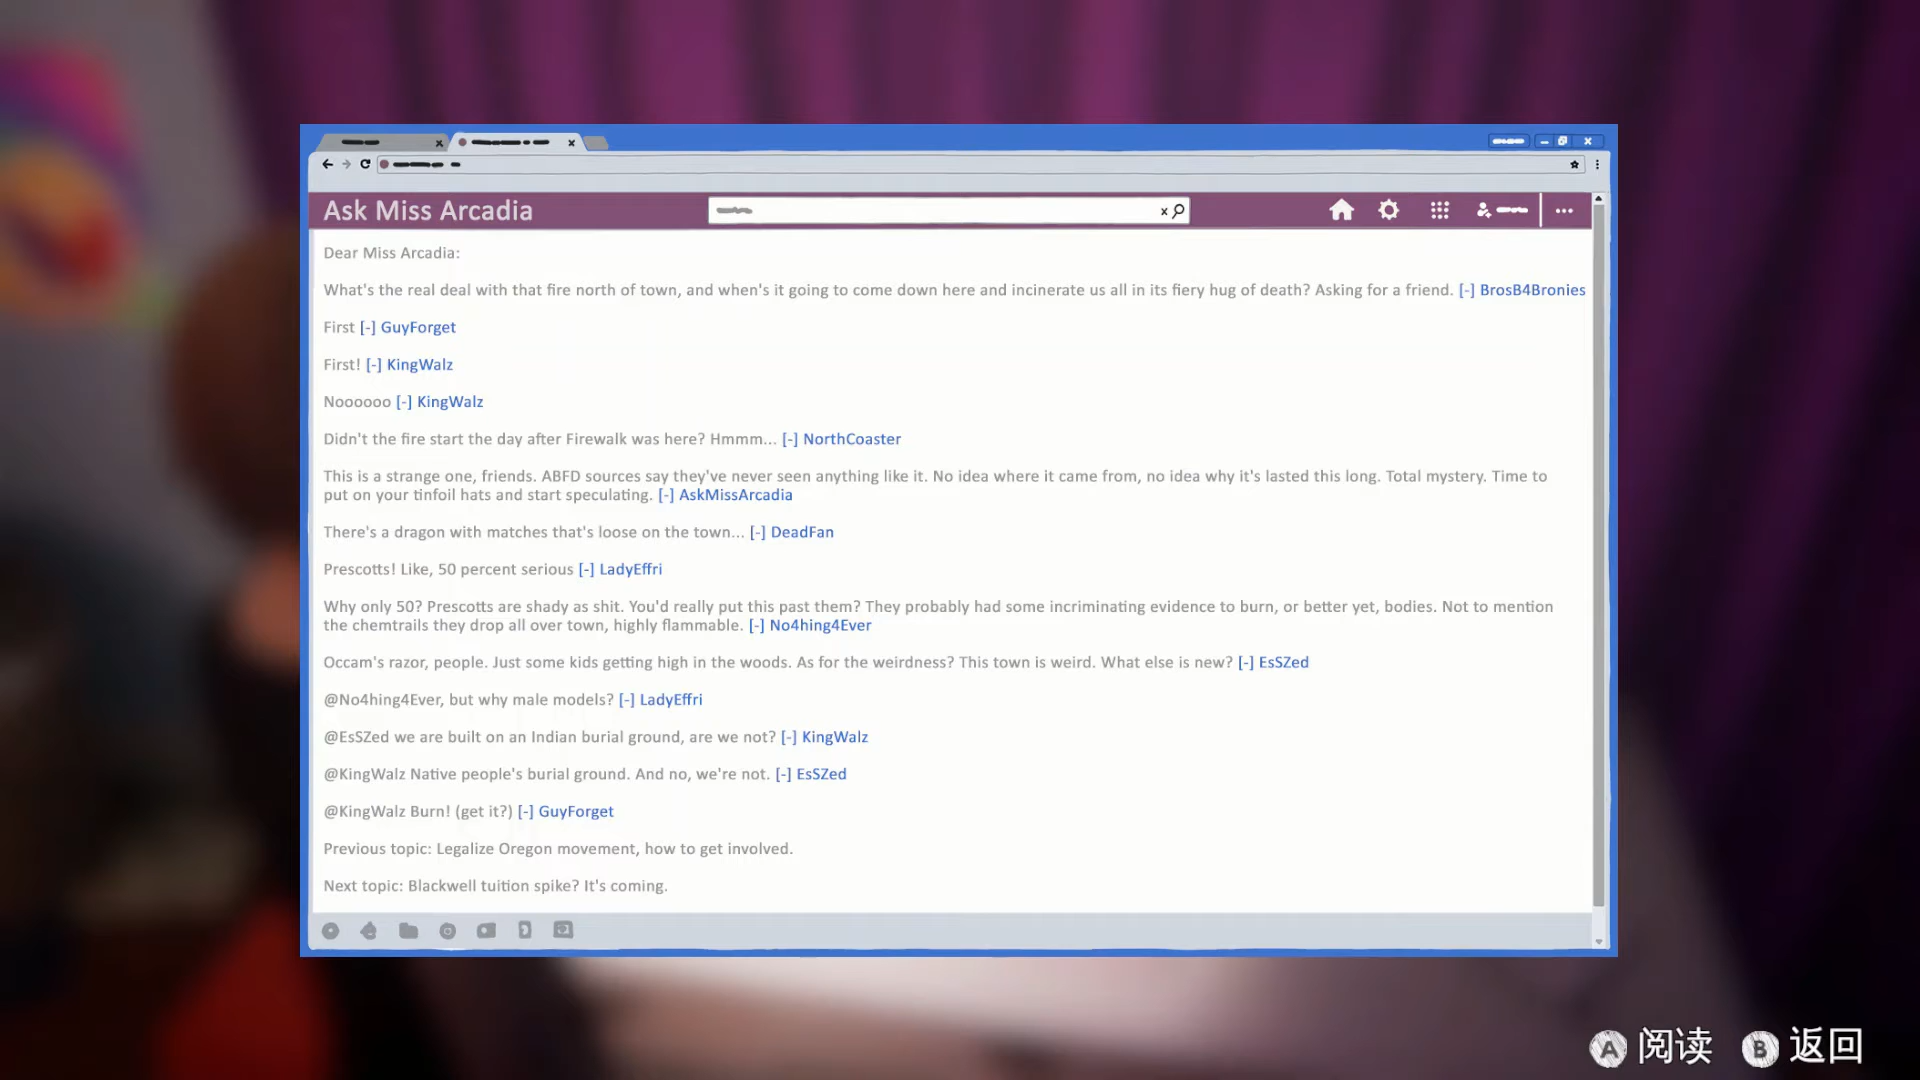 Ask Miss Arcadia
Dear Miss Arcadia:
What's the real deal with that fire north of town, and when's it going to come down here and incinerate us all in its fiery hug of death? Asking for a friend. [-] BrosB4Bronies
First [-] GuyForget
First! [-] KingWalz
Noooooo [-] KingWalz
Didn't the fire start the day after Firewalk was here? Hmmm... [-] NorthCoaster
This is a strange one, friends. ABFD sources say they've never seen anything like it. No idea where it came from, no idea why it's lasted this long. Total mystery. Time to
put on your tinfoil hats and start speculating. [-] AskMissArcadia
There's a dragon with matches that's loose on the town... [-] DeadFan
Prescotts! Like, 50 percent serious [-] LadyEffri
Why only 50? Prescotts are shady as shit. You'd really put this past them? They probably had some incriminating evidence to burn, or better yet, bodies. Not to mention
the chemtrails they drop all over town, highly flammable. [-] No4hing4Ever
Occam's razor, people. Just some kids getting high in the woods. As for the weirdness? This town is weird. What else is new? [-] EsSZed
@No4hing4Ever, but why male models? [-] LadyEffri
@EsSZed we are built on an Indian burial ground, are we not? [-] KingWalz
@KingWalz Native people's burial ground. And no, we're not. [-] EsSZed
@KingWalz Burn! (get it?) [-] GuyForget
Previous topic: Legalize Oregon movement, how to get involved.
Next topic: Blackwell tuition spike? It's coming.
A 阅读 B 返回